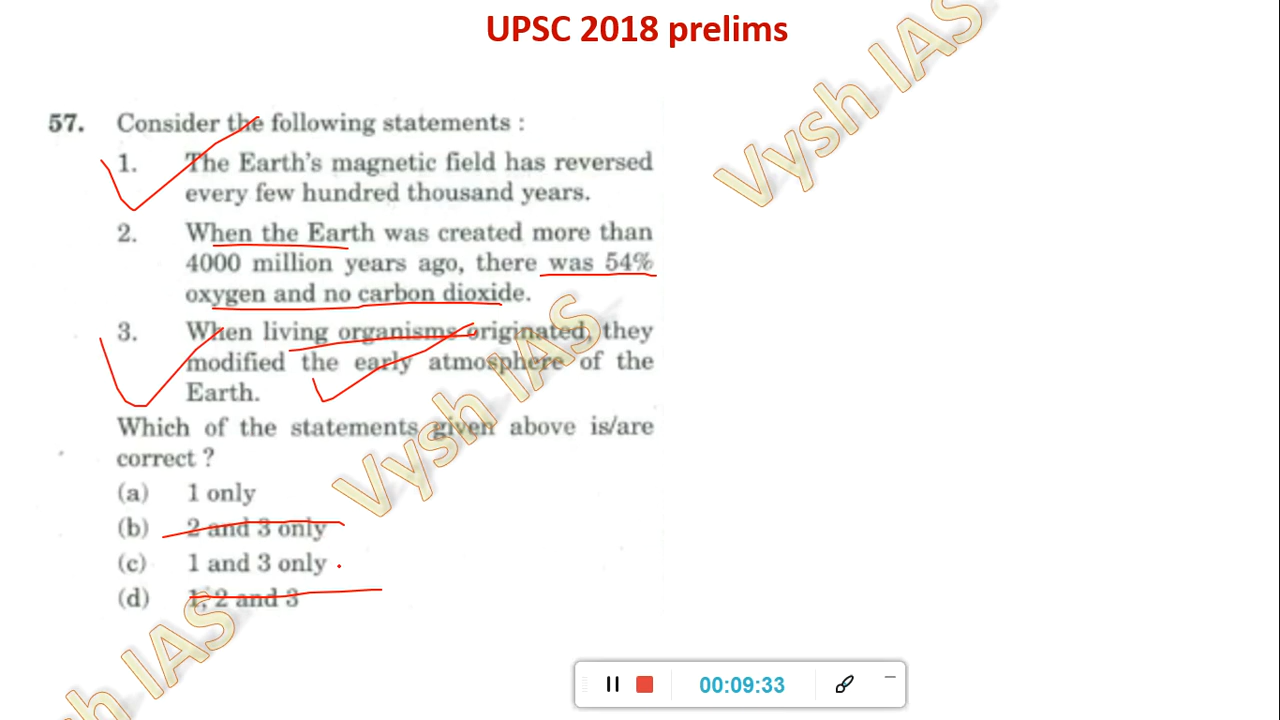 UPSC 2018 prelims
57. Consider the following statements :
1. The Earth's magnetic field has reversed
every few hundred thousand years.
2. When the Earth was created more than
4000 million years ago, there was 54%
oxygen and no carbon dioxide.
3. When living organisms originated, they
modified the early atmosphere of the
Earth.
Which of the statements given above is/are
correct ?
(a) 1 only
(b) 2 and 3 only
(c) 1 and 3 only
(d) 1, 2 and 3
Vysh IAS
Vysh IAS
Vysh IAS
00:09:33